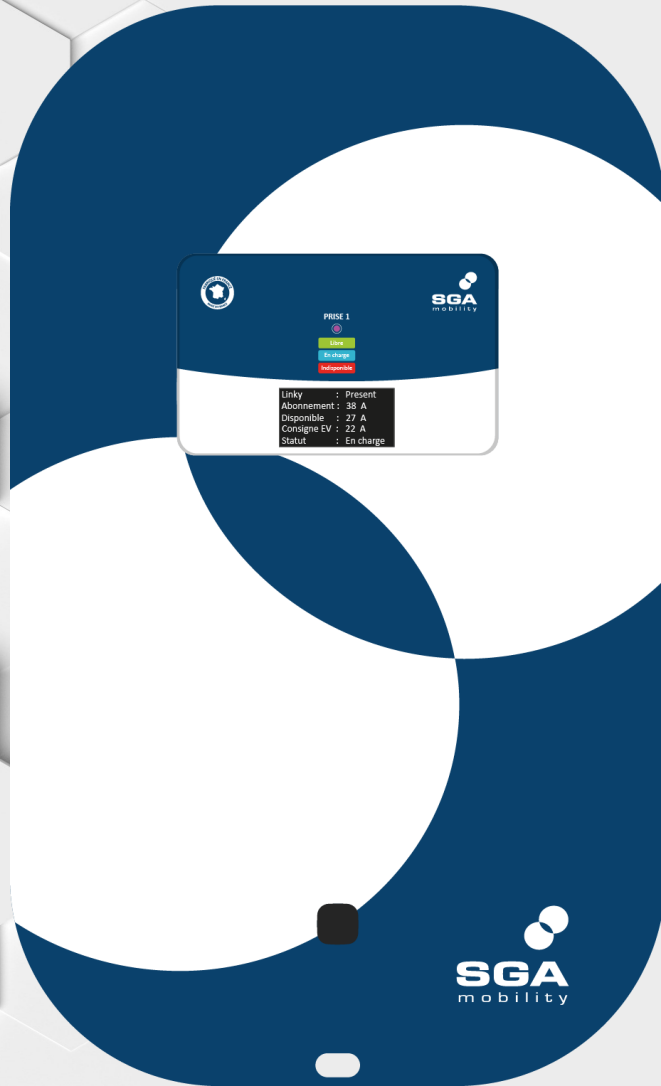 SGA
mobility
PRISE 1
Libre
En charge
Indisponible
Linky : Present
Abonnement : 38 A
Disponible : 27 A
Consigne EV : 22 A
Statut : En charge
SGA
mobility